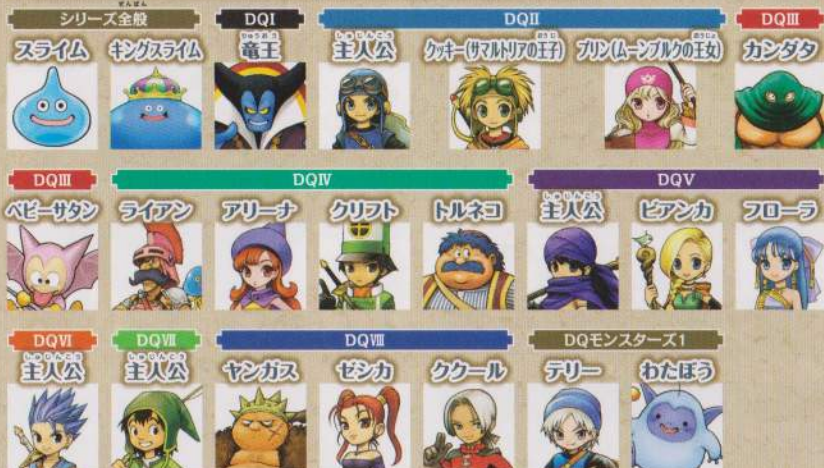 シリーズ全般 DQI DQII DQIII
スライム キングスライム 竜王 主人公 クッキー(サマルトリアの王子) プリン(ムーンブルクの王女) カンダタ
DQIII DQIV DQV
ベビーサタン ライアン アリーナ クリフト トルネコ 主人公 ビアンカ フローラ
DQVI DQVII DQVIII DQモンスターズ1
主人公 主人公 ヤンガス ゼシカ ククール テリー わたぼう